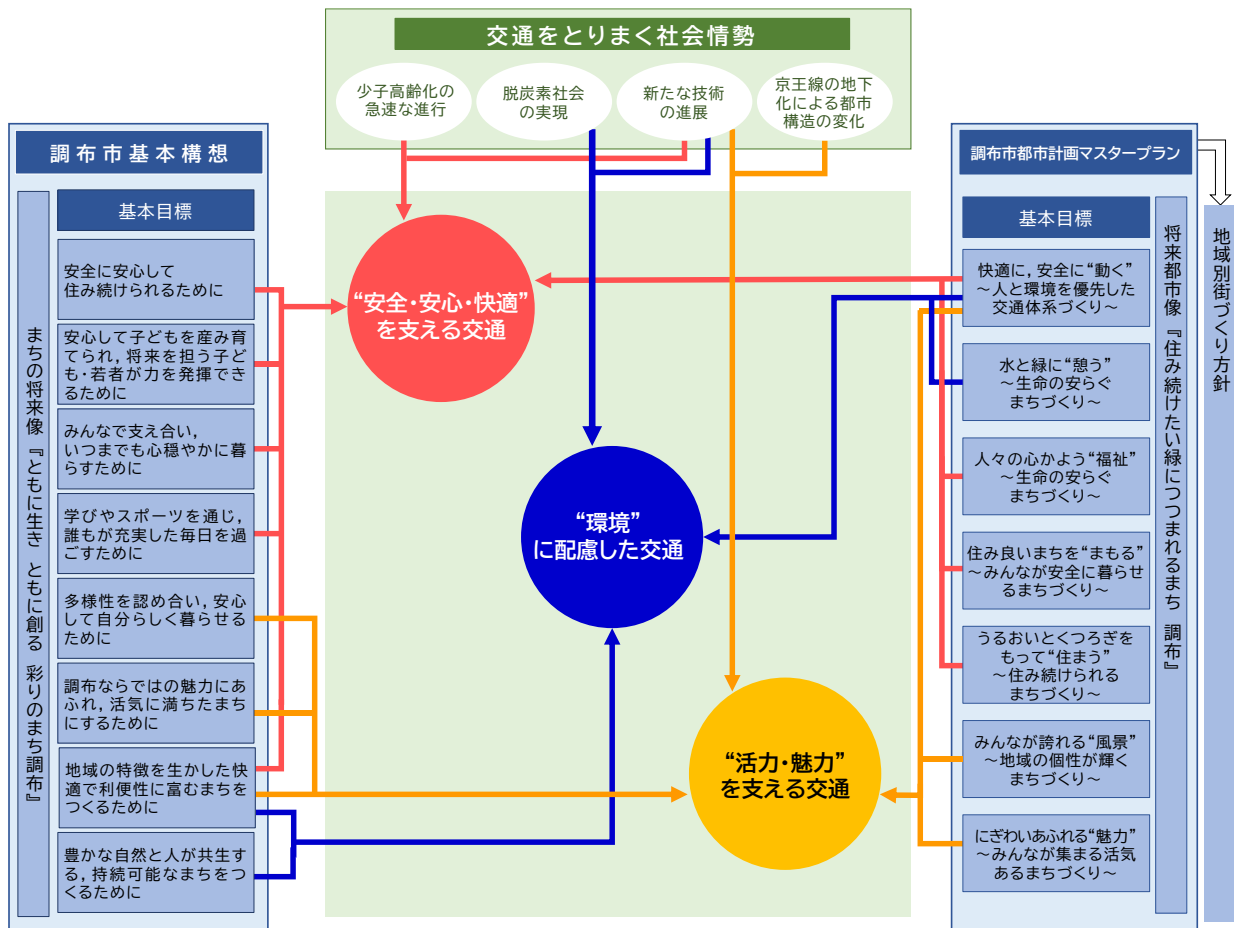 交通をとりまく社会情勢
少子高齢化の
急速な進行
脱炭素社会
の実現
新たな技術
の進展
京王線の地下
化による都市
構造の変化
調布市基本構想
まちの将来像『ともに生き ともに創る 彩りのまち調布』
基本目標
安全に安心して
住み続けられるために
安心して子どもを産み育
てられ,将来を担う子ど
も・若者が力を発揮でき
るために
みんなで支え合い,
いつまでも心穏やかに暮
らすために
学びやスポーツを通じ,
誰もが充実した毎日を過
ごすために
多様性を認め合い,安心
して自分らしく暮らせる
ために
調布ならではの魅力にあ
ふれ,活気に満ちたまち
にするために
地域の特徴を生かした快
適で利便性に富むまちを
つくるために
豊かな自然と人が共生す
る,持続可能なまちをつ
くるために
“安全・安心・快適”
を支える交通
“環境”
に配慮した交通
“活力・魅力”
を支える交通
調布市都市計画マスタープラン
基本目標
快適に,安全に“動く”
～人と環境を優先した
交通体系づくり～
水と緑に“憩う”
～生命の安らぐ
まちづくり～
人々の心かよう“福祉”
～生命の安らぐ
まちづくり～
住み良いまちを“まもる”
～みんなが安全に暮らせ
るまちづくり～
うるおいとくつろぎを
もって“住まう”
～住み続けられる
まちづくり～
みんなが誇れる“風景”
～地域の個性が輝く
まちづくり～
にぎわいあふれる“魅力”
～みんなが集まる活気
あるまちづくり～
将来都市像『住み続けたい緑につつまれるまち 調布』
地域別街づくり方針